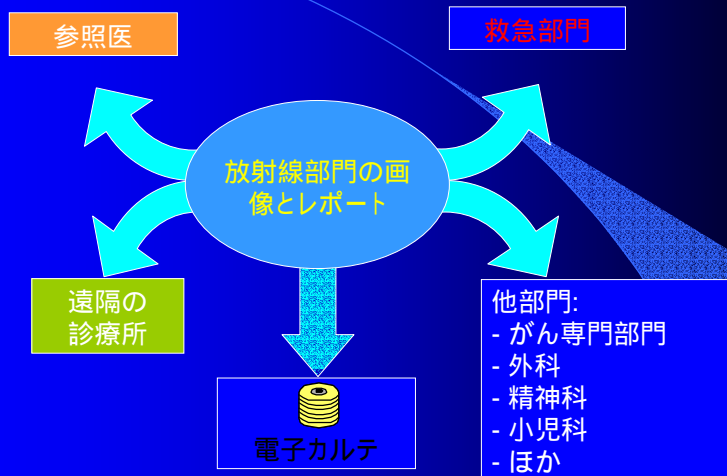 参照医
救急部門
放射線部門の画
像とレポート
遠隔の
診療所
他部門:
- がん専門部門
- 外科
- 精神科
- 小児科
- ほか
電子カルテ